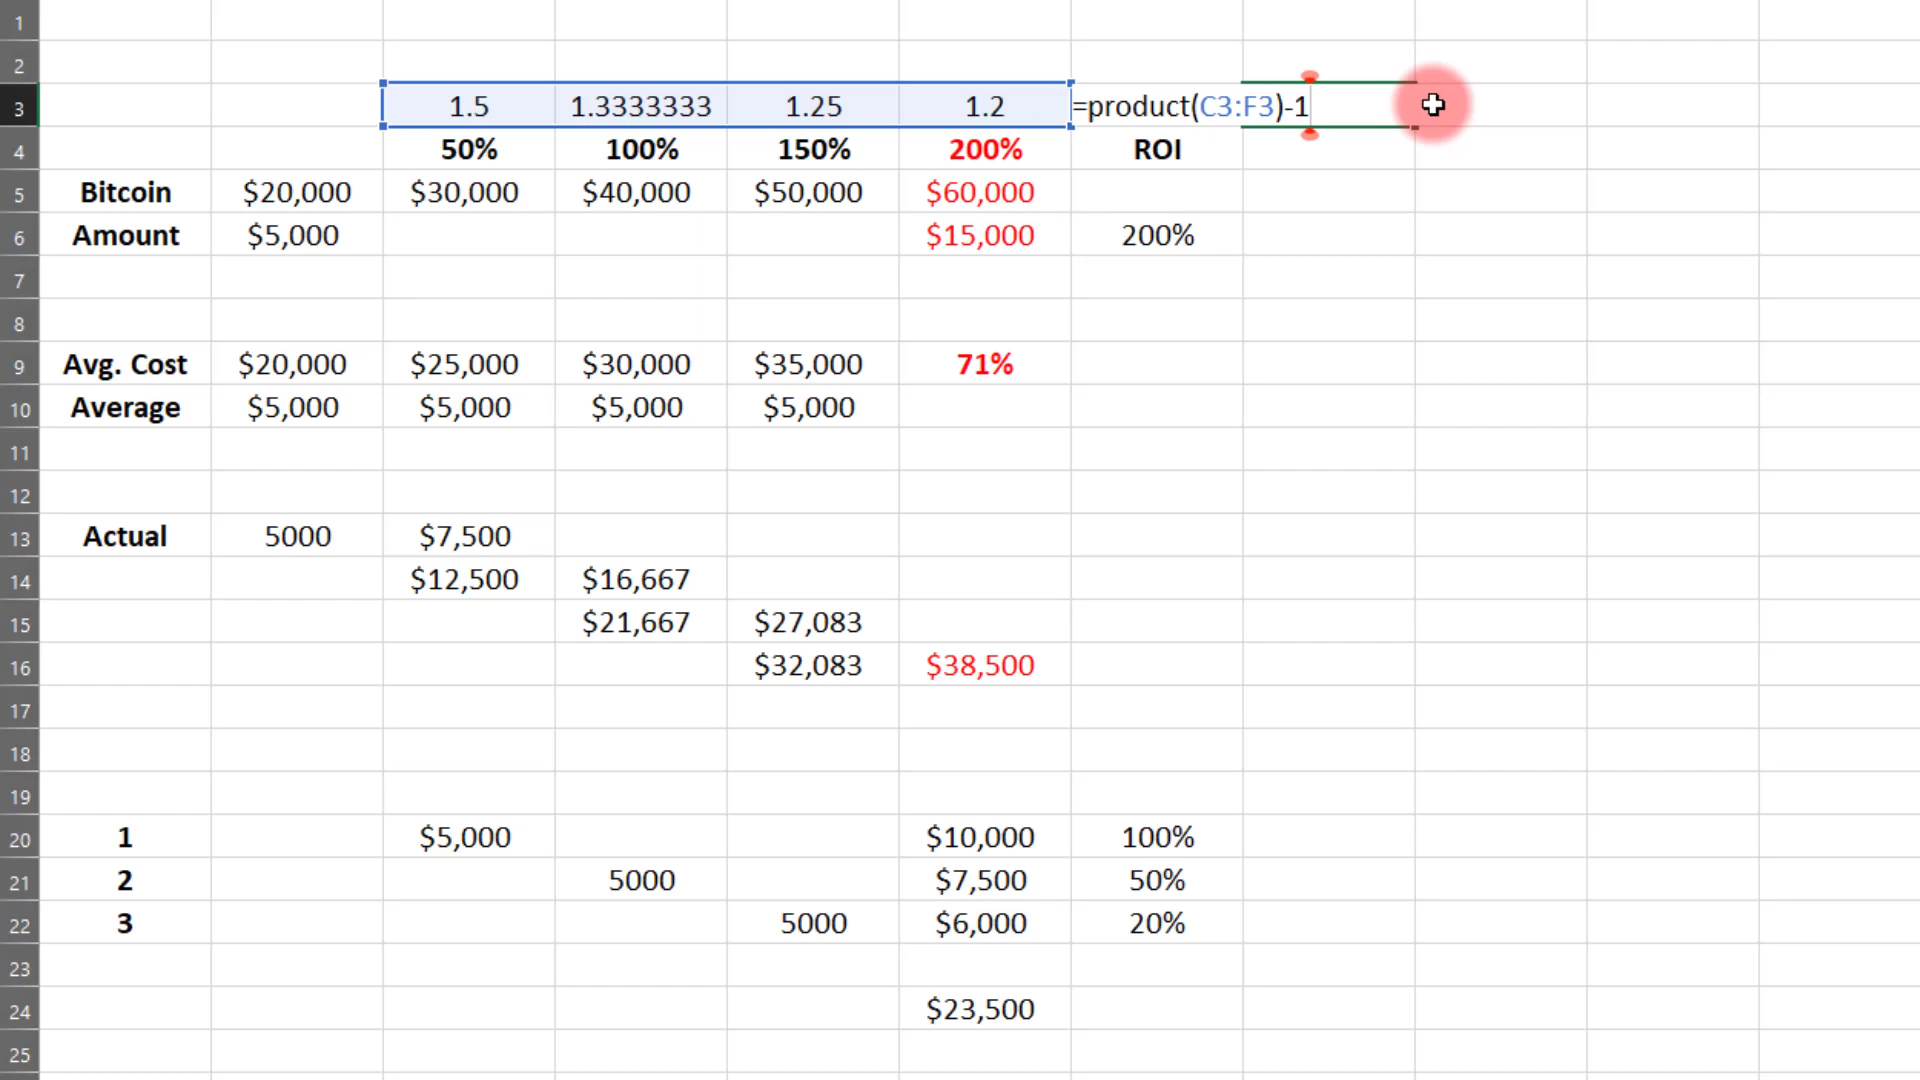 1
2
3 1.5 1.3333333 1.25 1.2 =product(C3:F3)-1
4 50% 100% 150% 200% ROI
5 Bitcoin $20,000 $30,000 $40,000 $50,000 $60,000
6 Amount $5,000 $15,000 200%
7
8
9 Avg. Cost $20,000 $25,000 $30,000 $35,000 71%
10 Average $5,000 $5,000 $5,000 $5,000
11
12
13 Actual 5000 $7,500
14 $12,500 $16,667
15 $21,667 $27,083
16 $32,083 $38,500
17
18
19
20 1 $5,000 $10,000 100%
21 2 5000 $7,500 50%
22 3 5000 $6,000 20%
23
24 $23,500
25